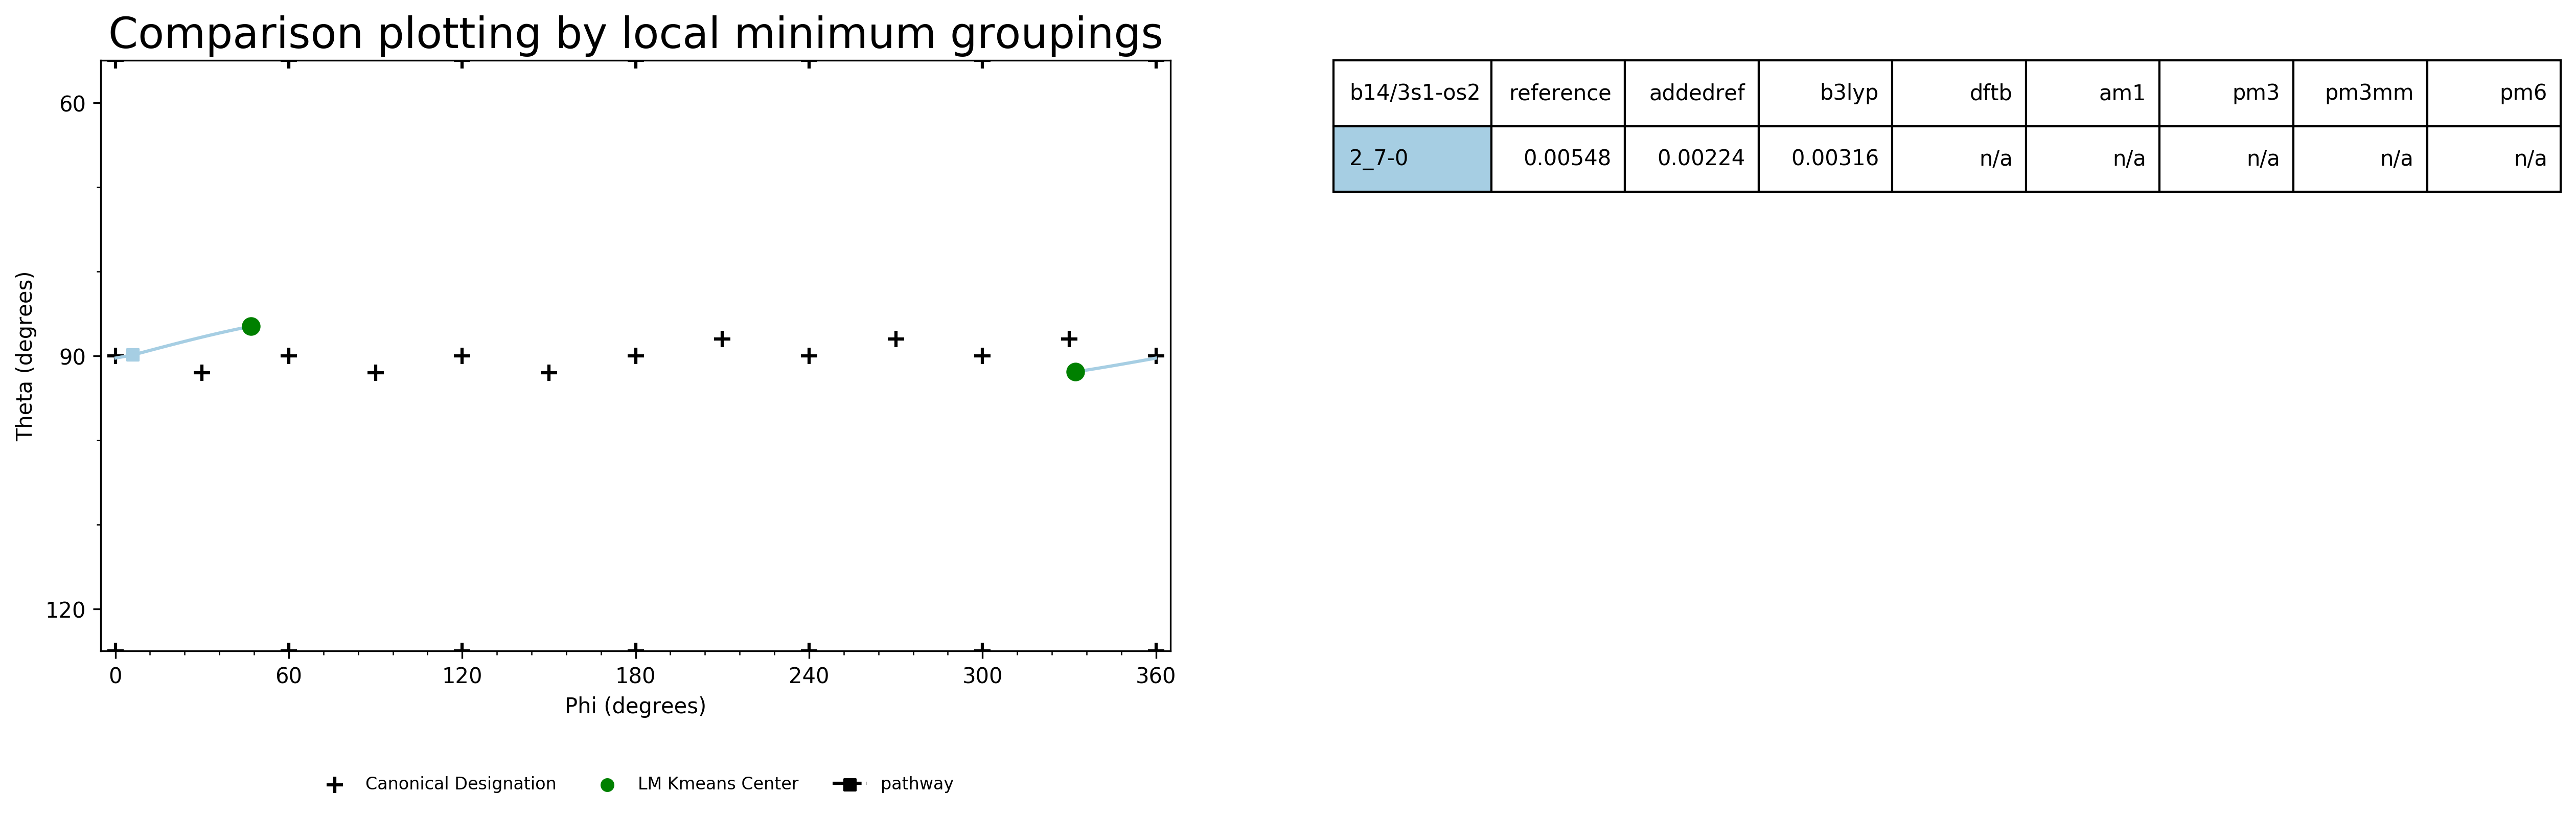 Comparison plotting by local minimum groupings
60
90
120
Theta (degrees)
0 60 120 180 240 300 360
Phi (degrees)
Canonical Designation LM Kmeans Center pathway
b14/3s1-os2 reference addedref b3lyp dftb am1 pm3 pm3mm pm6
2_7-0 0.00548 0.00224 0.00316 n/a n/a n/a n/a n/a